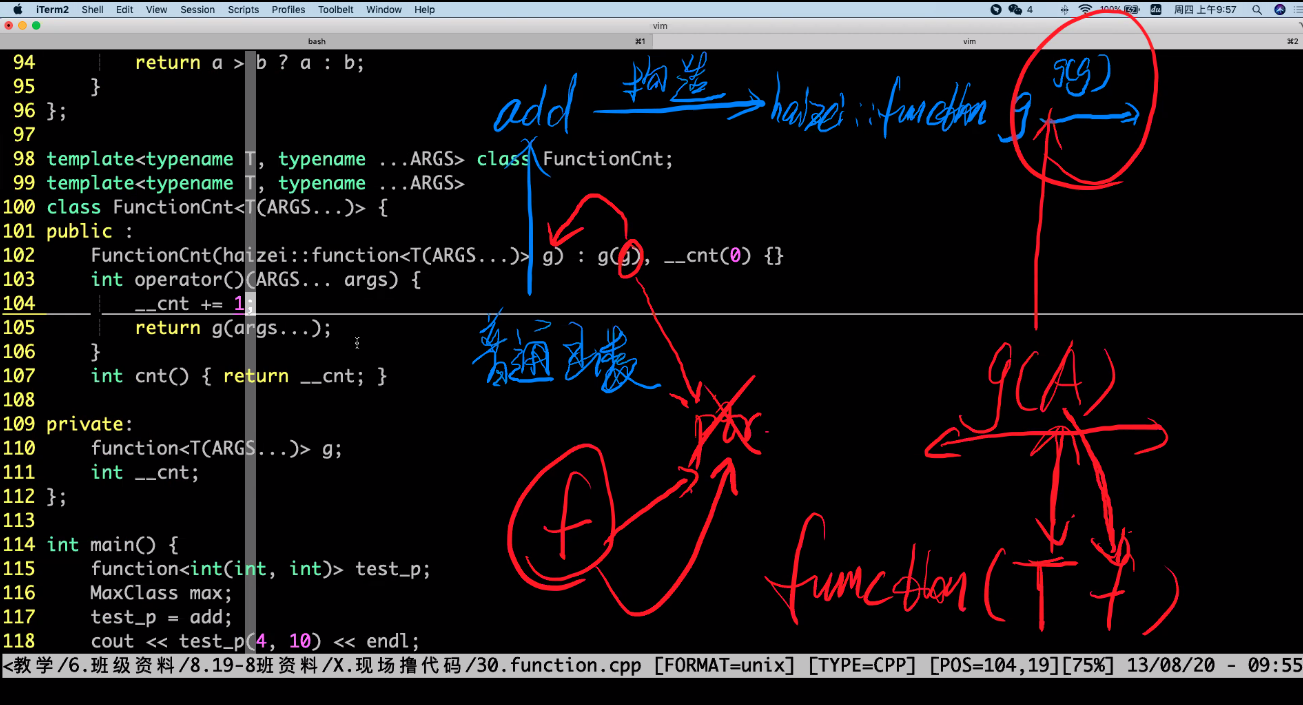 iTerm2 Shell Edit View Session Scripts Profiles Toolbelt Window Help 4 100% du 周四 上午9:57
vim
bash ⌘1 vim ⌘2
94 return a > b ? a : b;
95 }
96 };
97
98 template<typename T, typename ...ARGS> class FunctionCnt;
99 template<typename T, typename ...ARGS>
100 class FunctionCnt<T(ARGS...)> {
101 public :
102 FunctionCnt(haizei::function<T(ARGS...)> g) : g(g), __cnt(0) {}
103 int operator()(ARGS... args) {
104 __cnt += 1;
105 return g(args...);
106 }
107 int cnt() { return __cnt; }
108
109 private:
110 function<T(ARGS...)> g;
111 int __cnt;
112 };
113
114 int main() {
115 function<int(int, int)> test_p;
116 MaxClass max;
117 test_p = add;
118 cout << test_p(4, 10) << endl;
<教学/6.班级资料/8.19-8班资料/X.现场撸代码/30.function.cpp [FORMAT=unix] [TYPE=CPP] [POS=104,19][75%] 13/08/20 - 09:55
g(g)
add 构造 haizei::function g
普通函数
g(A)
ptr
f
function(T f)